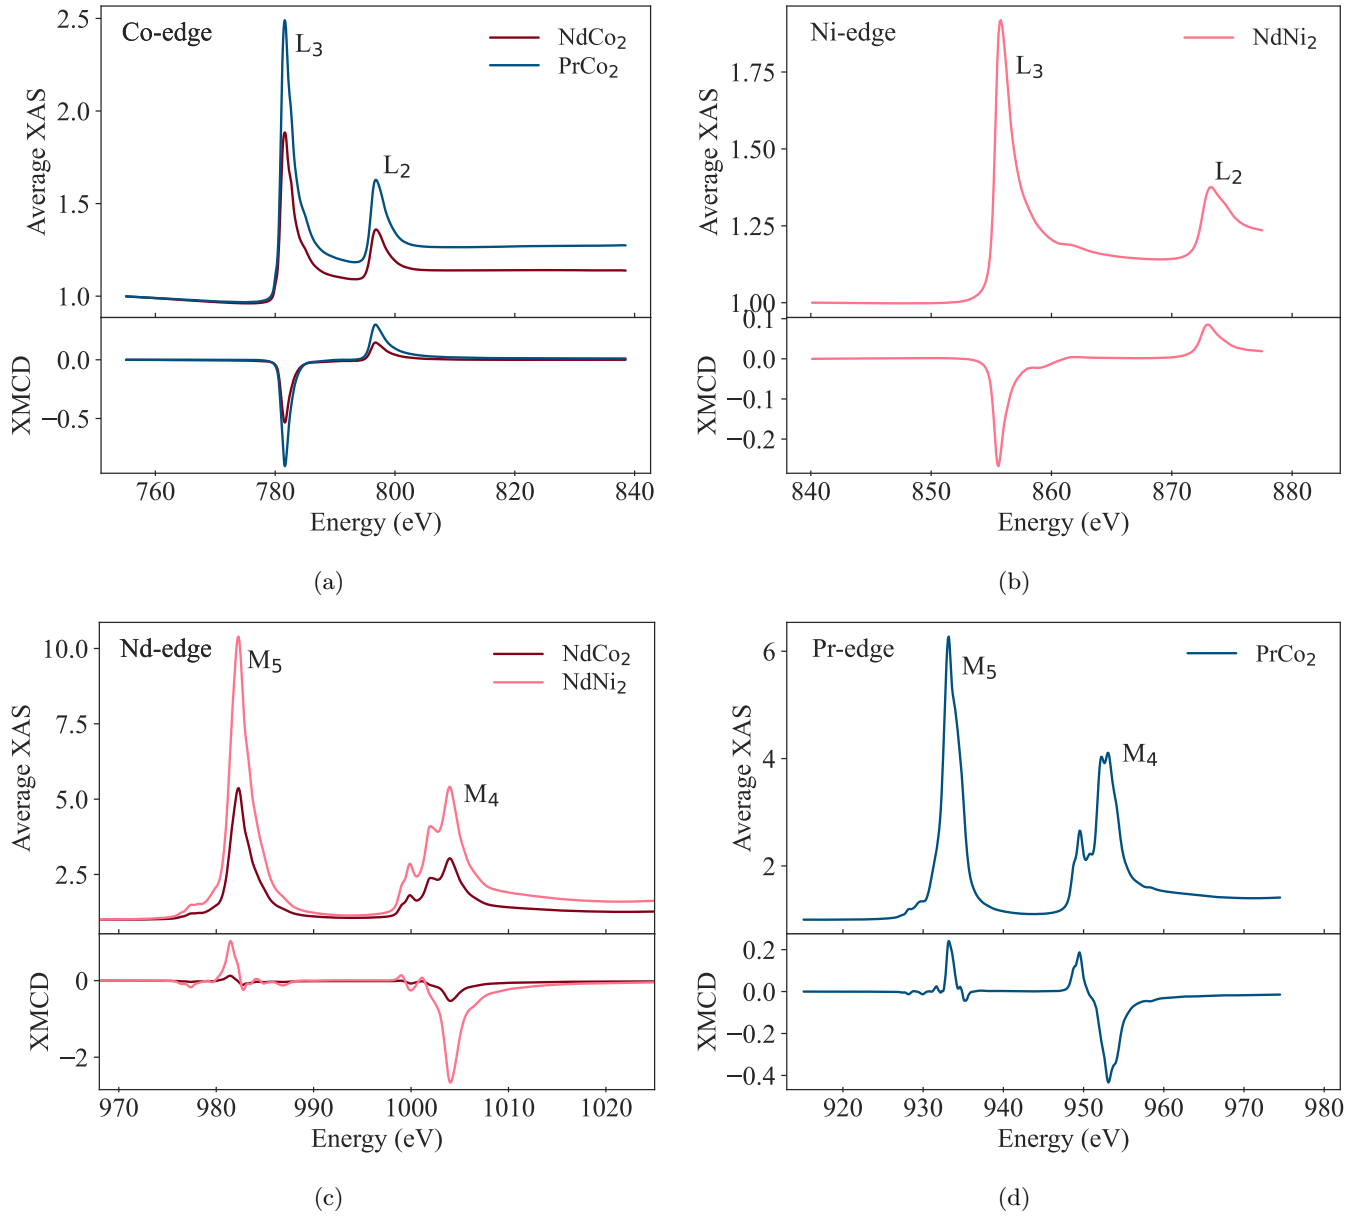 Co-edge
L3
L2
NdCo2
PrCo2
Average XAS
2.5
2.0
1.5
1.0
XMCD
0.0
−0.5
760 780 800 820 840
Energy (eV)
(a)
Ni-edge
L3
L2
NdNi2
Average XAS
1.75
1.50
1.25
1.00
XMCD
0.1
0.0
−0.1
−0.2
840 850 860 870 880
Energy (eV)
(b)
Nd-edge
M5
M4
NdCo2
NdNi2
Average XAS
10.0
7.5
5.0
2.5
XMCD
0
−2
970 980 990 1000 1010 1020
Energy (eV)
(c)
Pr-edge
M5
M4
PrCo2
Average XAS
6
4
2
XMCD
0.2
0.0
−0.2
−0.4
920 930 940 950 960 970 980
Energy (eV)
(d)